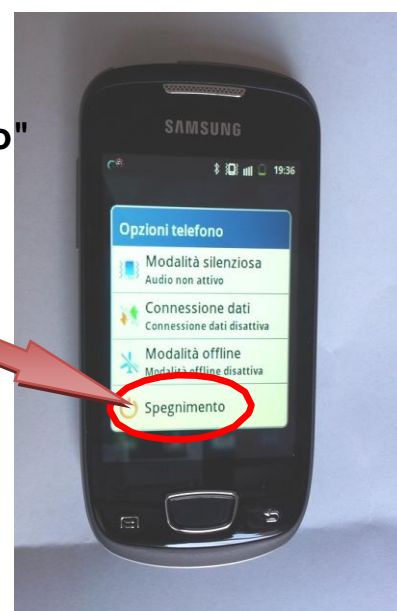 o"
SAMSUNG
19:36
Opzioni telefono
Modalità silenziosa
Audio non attivo
Connessione dati
Connessione dati disattiva
Modalità offline
Modalità offline disattiva
Spegnimento